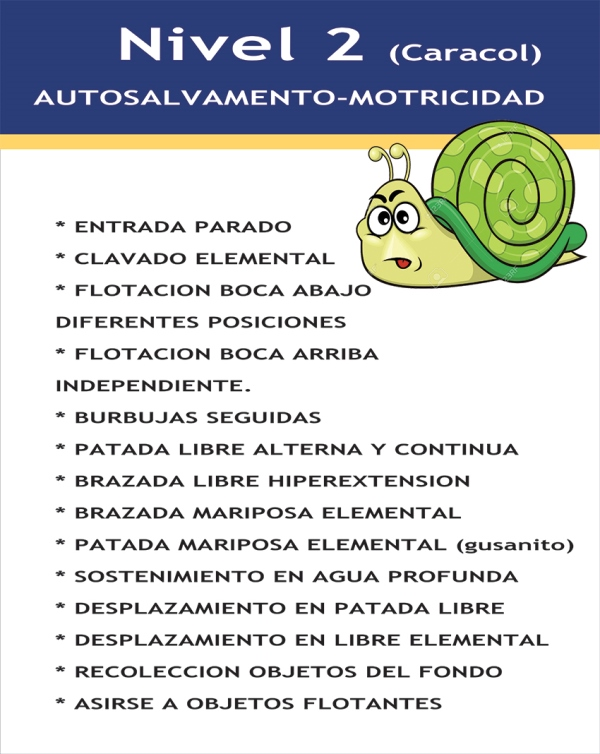 Nivel 2 (Caracol)
AUTOSALVAMENTO-MOTRICIDAD
* ENTRADA PARADO
* CLAVADO ELEMENTAL
* FLOTACION BOCA ABAJO
DIFERENTES POSICIONES
* FLOTACION BOCA ARRIBA
INDEPENDIENTE.
* BURBUJAS SEGUIDAS
* PATADA LIBRE ALTERNA Y CONTINUA
* BRAZADA LIBRE HIPEREXTENSION
* BRAZADA MARIPOSA ELEMENTAL
* PATADA MARIPOSA ELEMENTAL (gusanito)
* SOSTENIMIENTO EN AGUA PROFUNDA
* DESPLAZAMIENTO EN PATADA LIBRE
* DESPLAZAMIENTO EN LIBRE ELEMENTAL
* RECOLECCION OBJETOS DEL FONDO
* ASIRSE A OBJETOS FLOTANTES